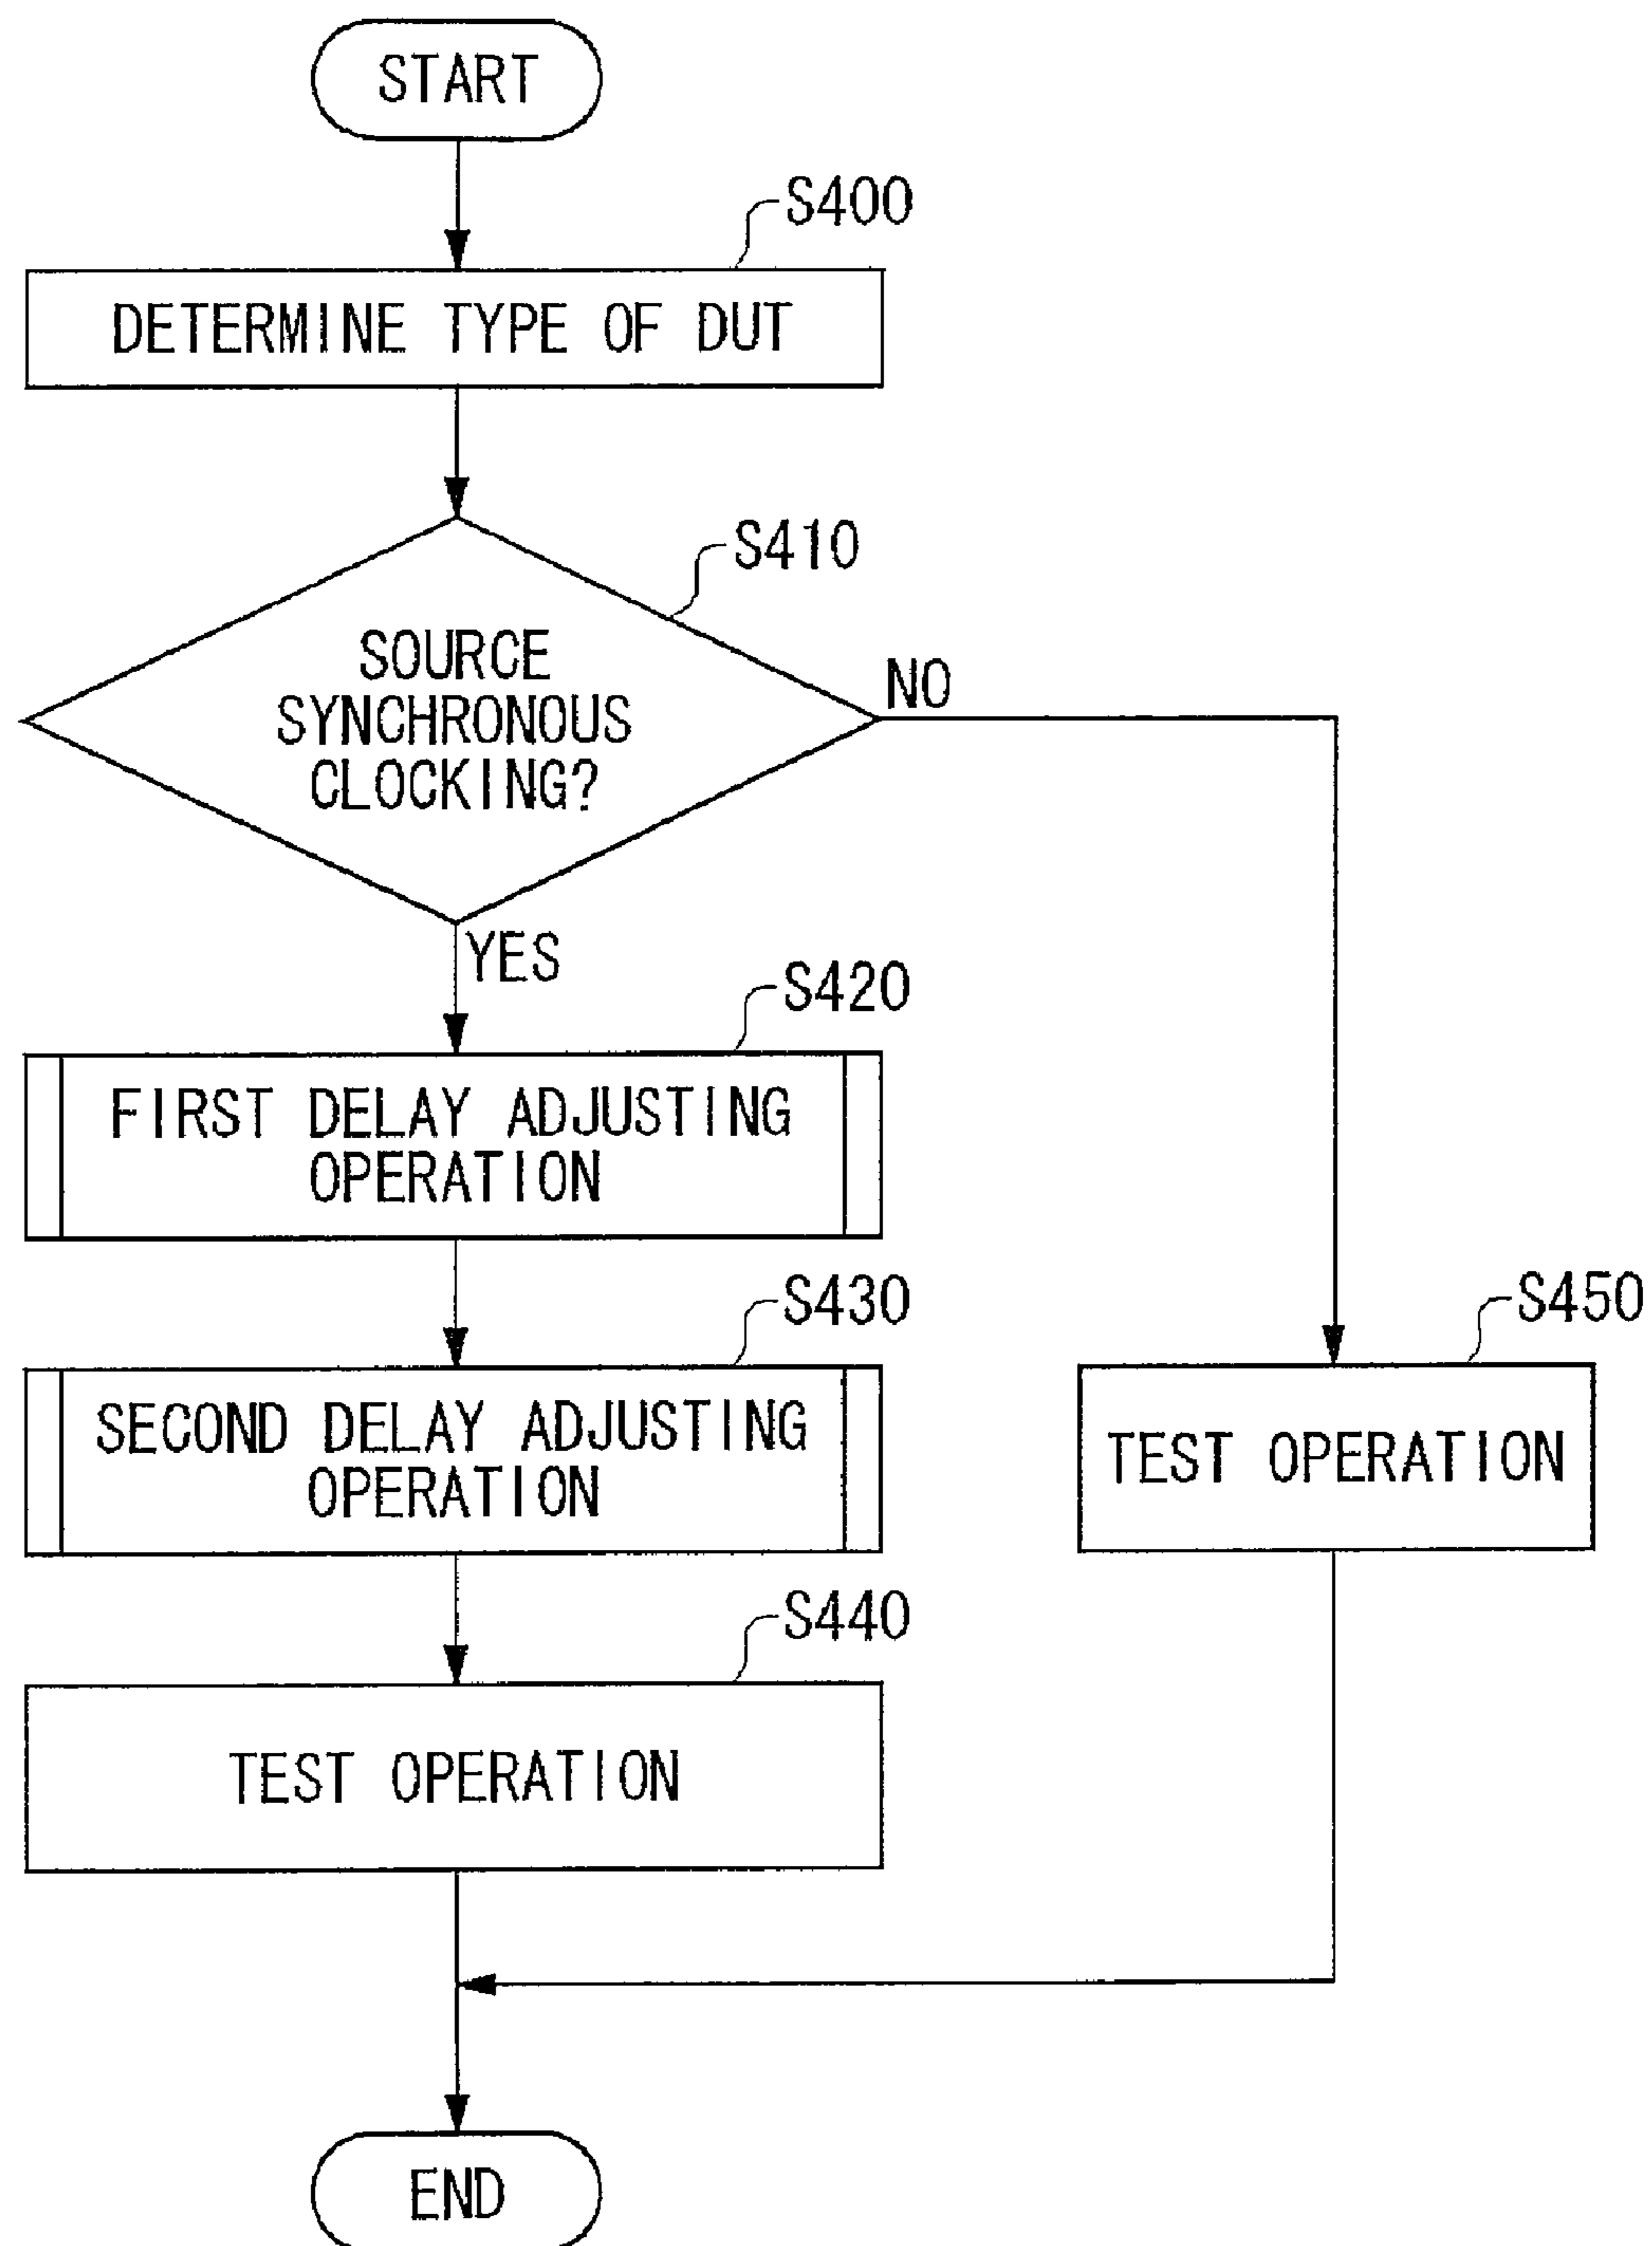 START
S400
DETERMINE TYPE OF DUT
S410
SOURCE
SYNCHRONOUS
CLOCKING?
NO
YES
S420
FIRST DELAY ADJUSTING
OPERATION
S430
SECOND DELAY ADJUSTING
OPERATION
S450
TEST OPERATION
S440
TEST OPERATION
END